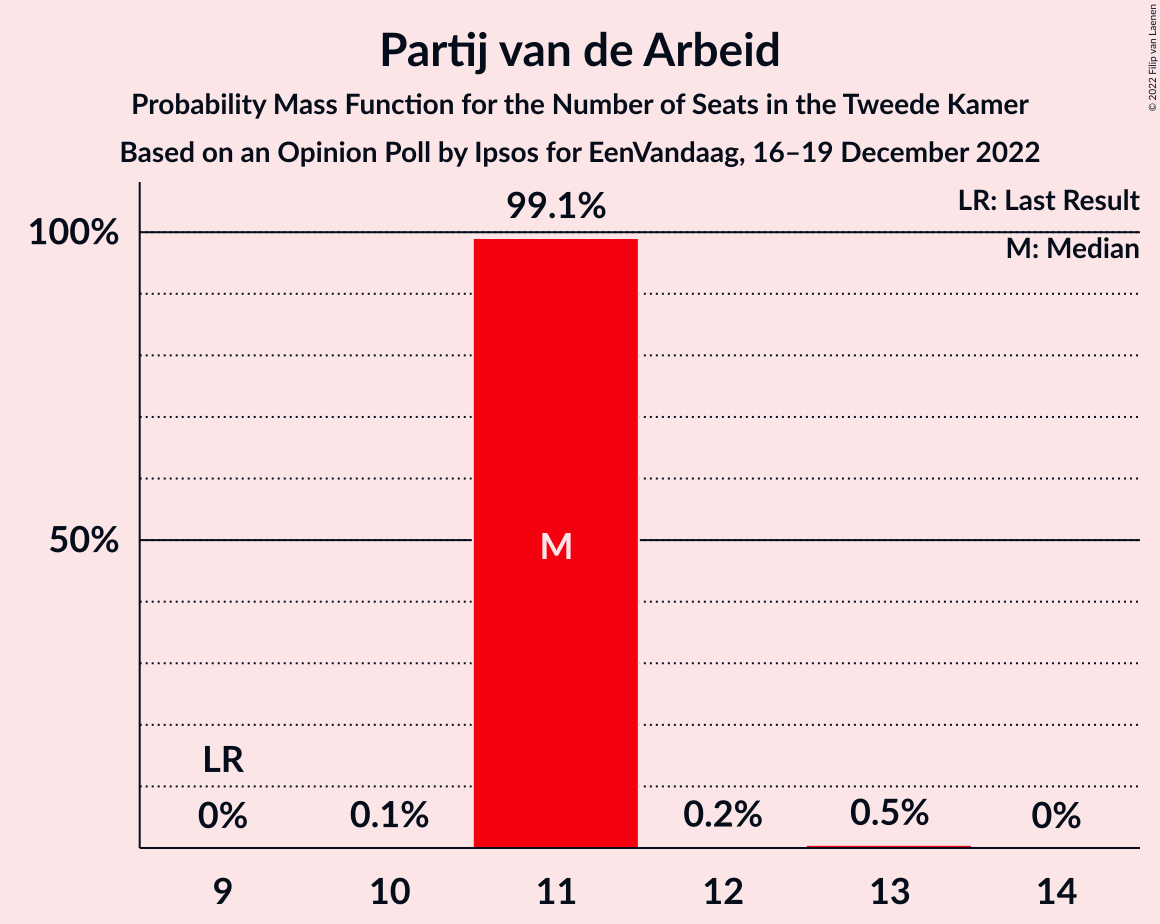 Partij van de Arbeid
Probability Mass Function for the Number of Seats in the Tweede Kamer
Based on an Opinion Poll by Ipsos for EenVandaag, 16–19 December 2022
© 2022 Filip van Laenen
LR: Last Result
M: Median
99.1%
100%
50%
M
LR
0%
0.1%
0.2%
0.5%
0%
9
10
11
12
13
14